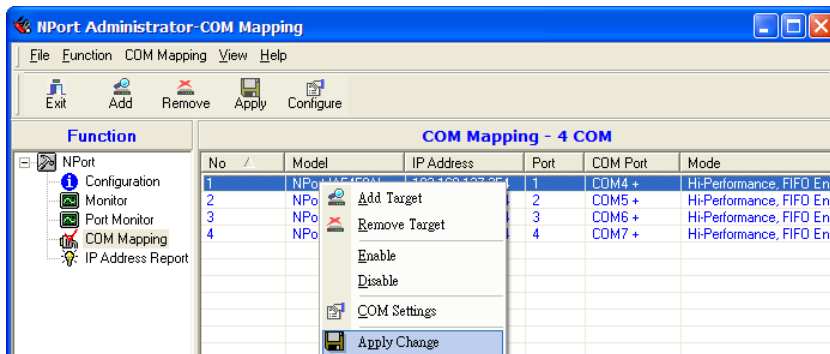 NPort Administrator-COM Mapping
File Function COM Mapping View Help
Exit Add Remove Apply Configure
Function
COM Mapping - 4 COM
NPort
Configuration
Monitor
Port Monitor
COM Mapping
IP Address Report
No Model IP Address Port COM Port Mode
1 1 COM4 + Hi-Performance, FIFO En
2 NPo 2 COM5 + Hi-Performance, FIFO En
3 NPo 3 COM6 + Hi-Performance, FIFO En
4 NPo 4 COM7 + Hi-Performance, FIFO En
Add Target
Remove Target
Enable
Disable
COM Settings
Apply Change